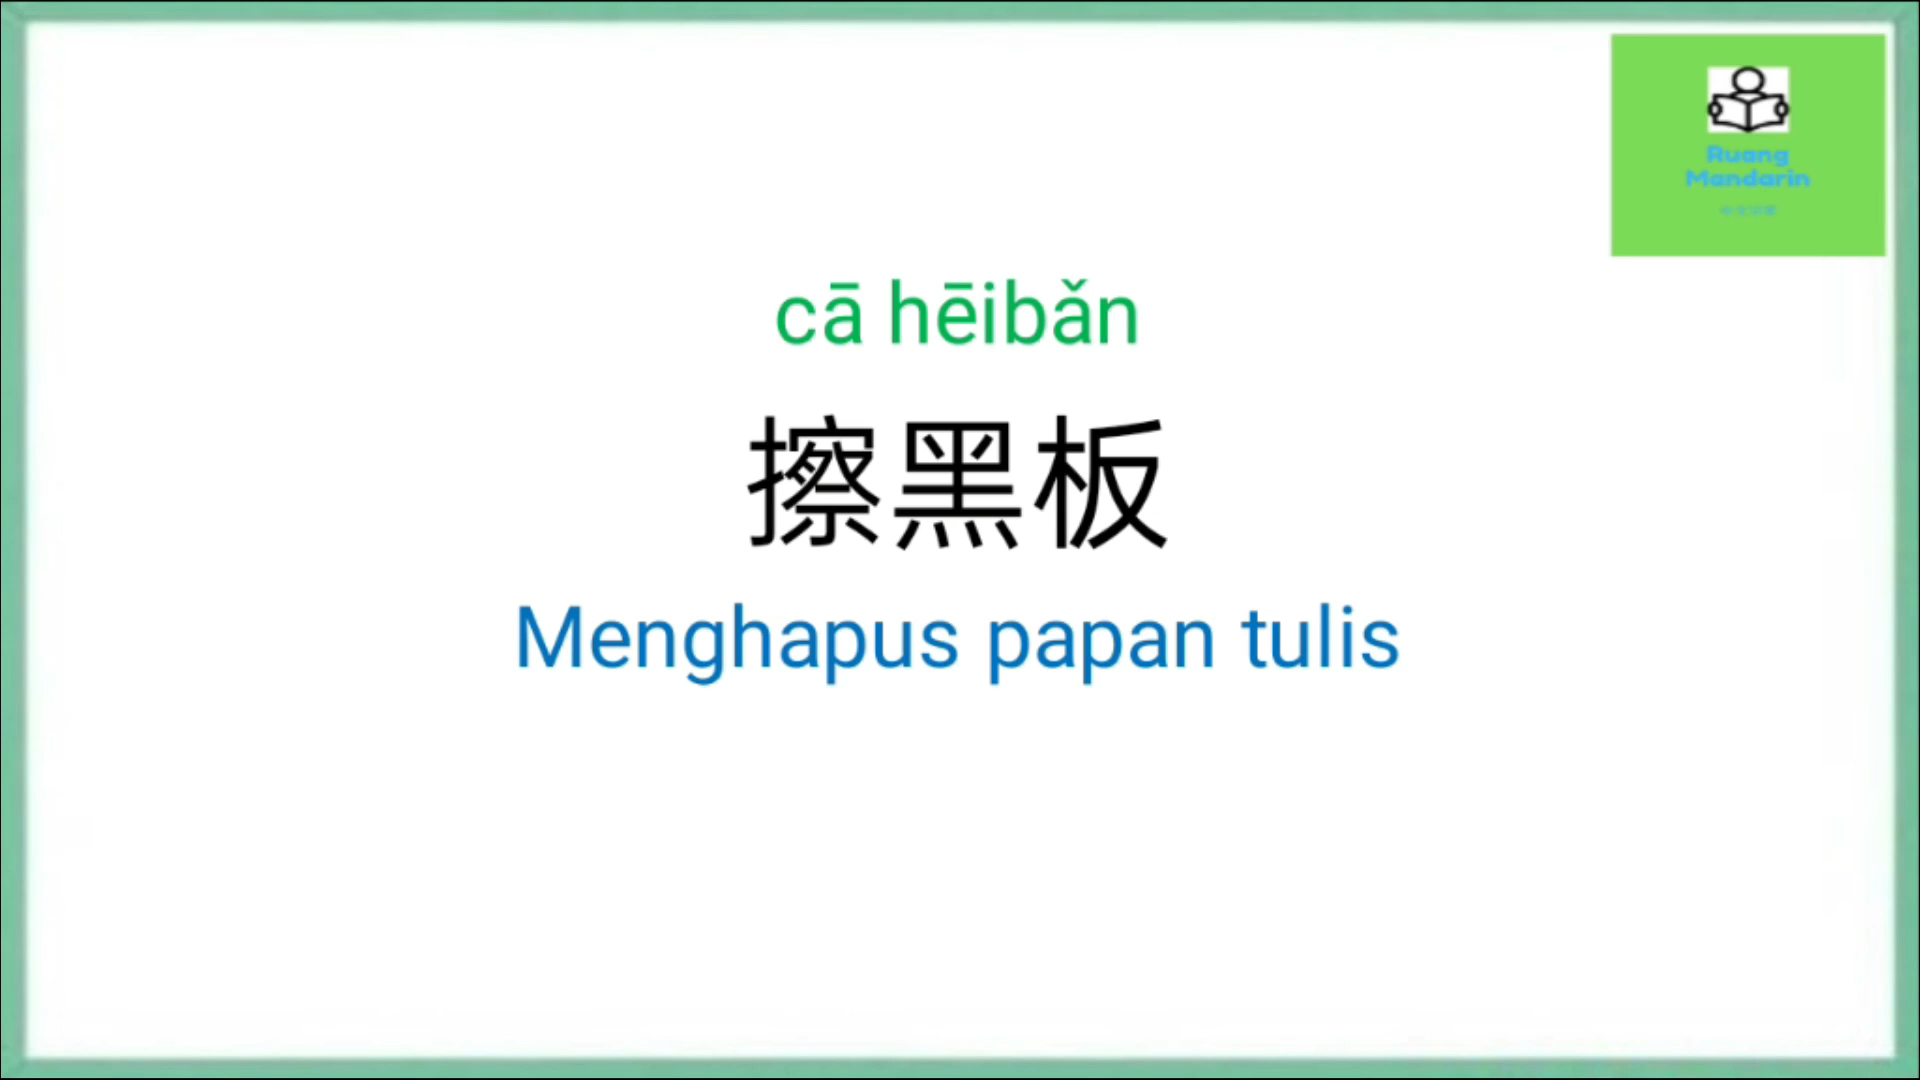 Ruang
Mandarin
cā hēibǎn
擦黑板
Menghapus papan tulis